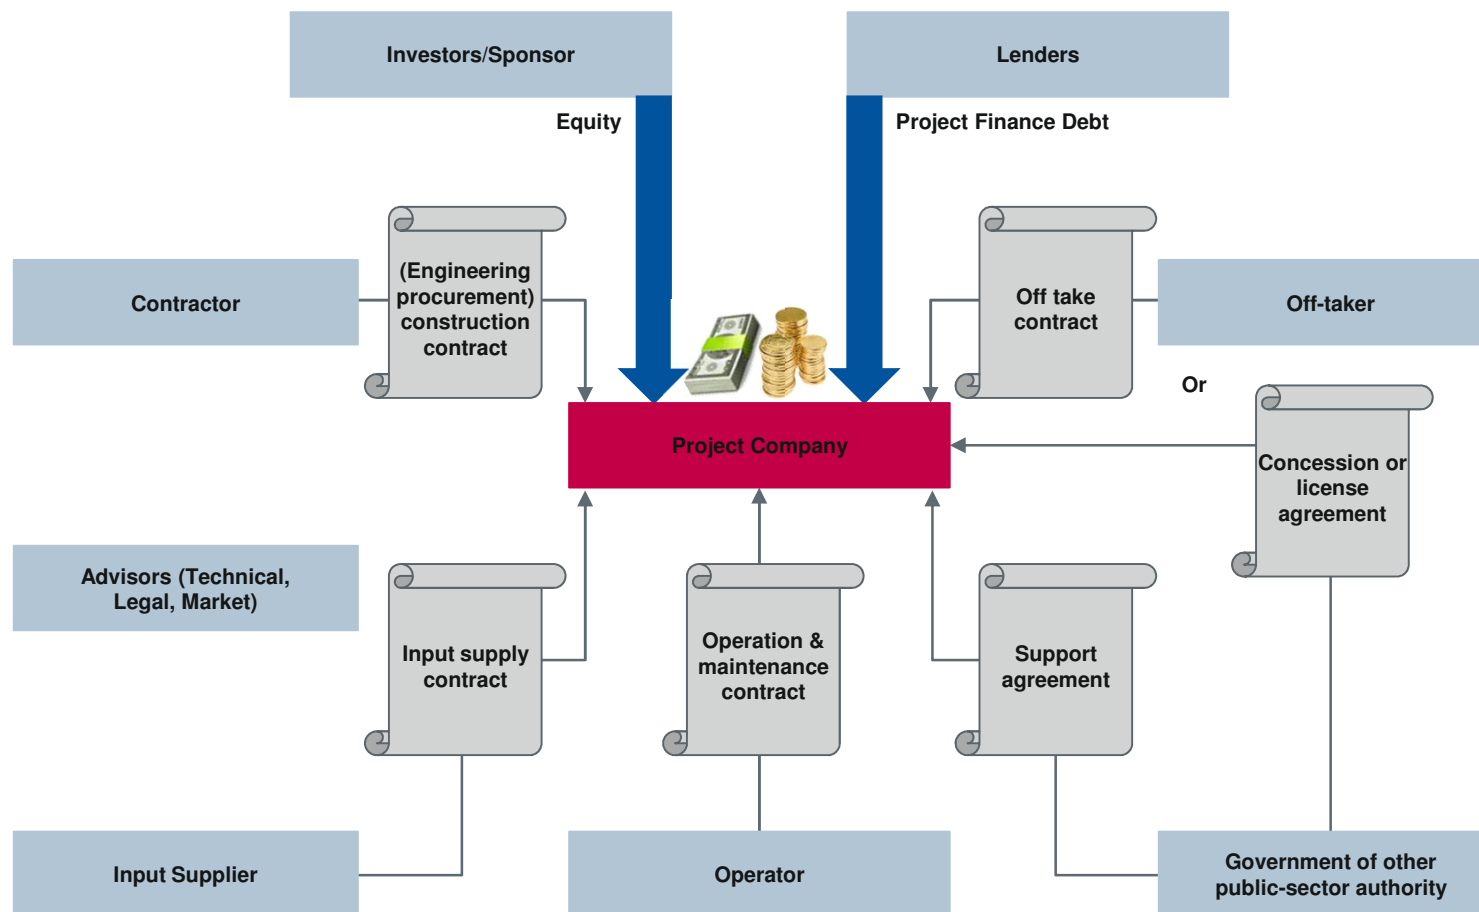 Investors/Sponsor
Lenders
Equity
Project Finance Debt
Contractor
(Engineering
procurement)
construction
contract
Off take
contract
Off-taker
Or
Project Company
Concession or
license
agreement
Advisors (Technical,
Legal, Market)
Input supply
contract
Operation &
maintenance
contract
Support
agreement
Input Supplier
Operator
Government of other
public-sector authority